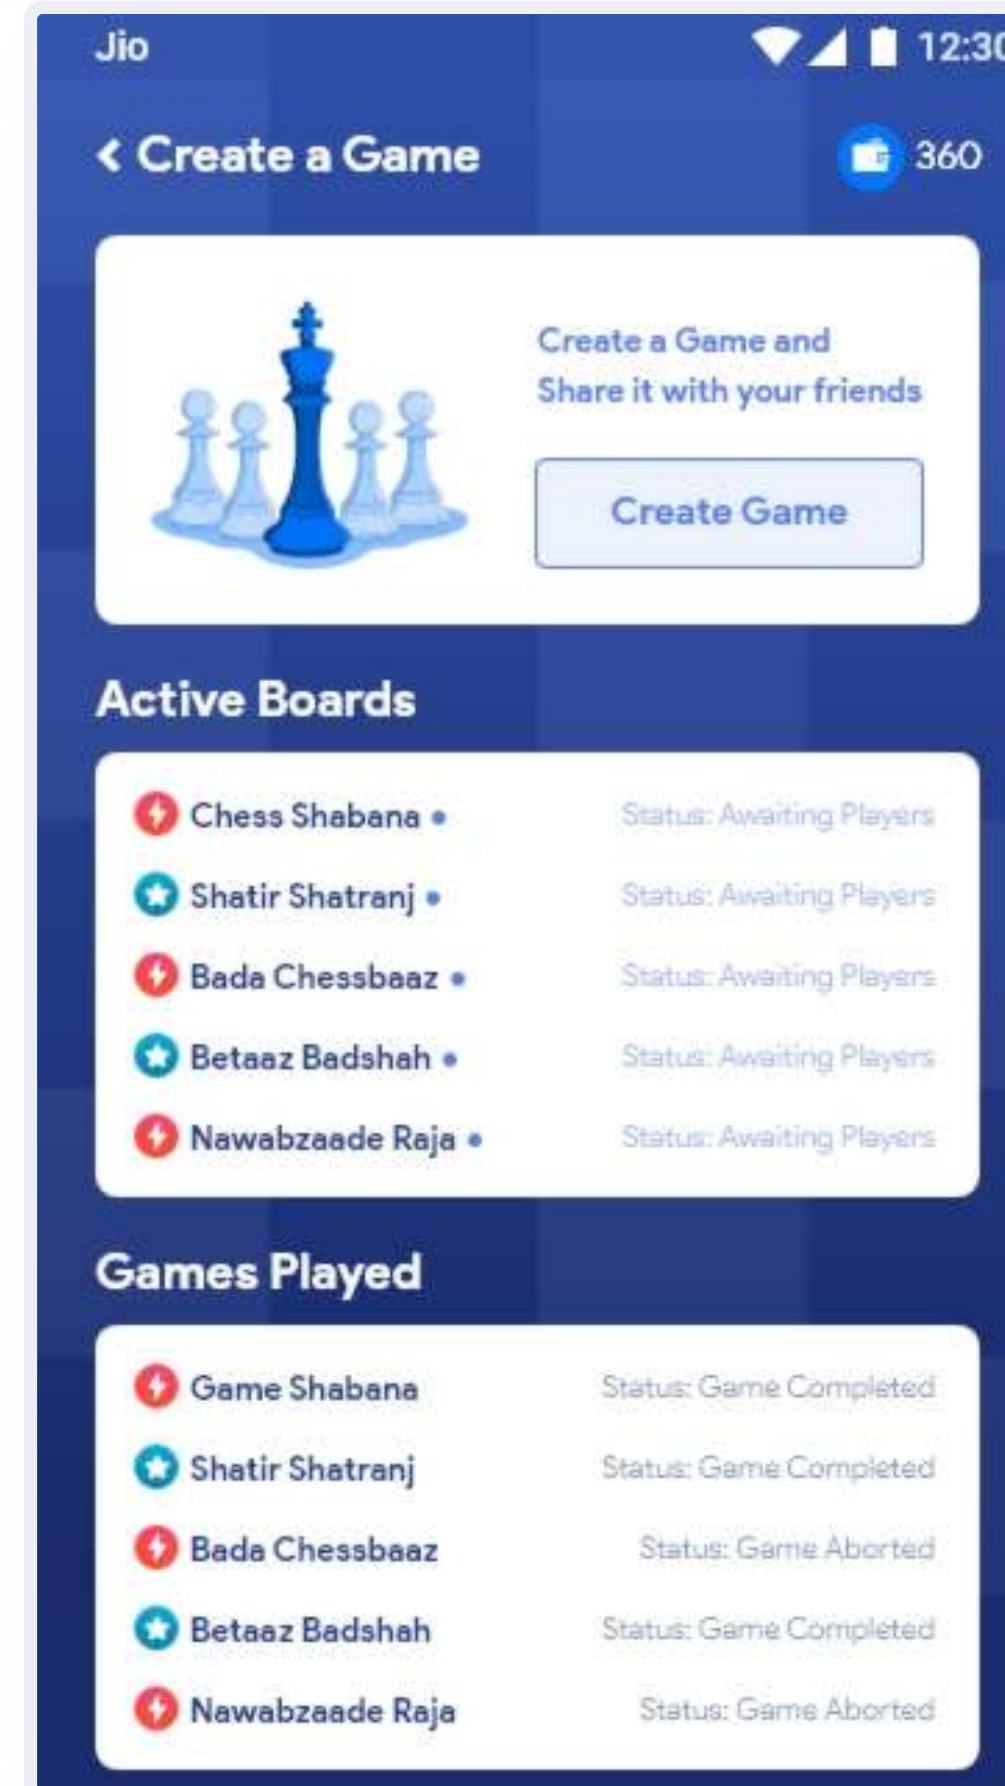 Jio 12:30
Create a Game 360
Create a Game and
Share it with your friends
Create Game
Active Boards
Chess Shabana Status: Awaiting Players
Shatir Shatranj Status: Awaiting Players
Bada Chessbaaz Status: Awaiting Players
Betaaz Badshah Status: Awaiting Players
Nawabzaade Raja Status: Awaiting Players
Games Played
Game Shabana Status: Game Completed
Shatir Shatranj Status: Game Completed
Bada Chessbaaz Status: Game Aborted
Betaaz Badshah Status: Game Completed
Nawabzaade Raja Status: Game Aborted